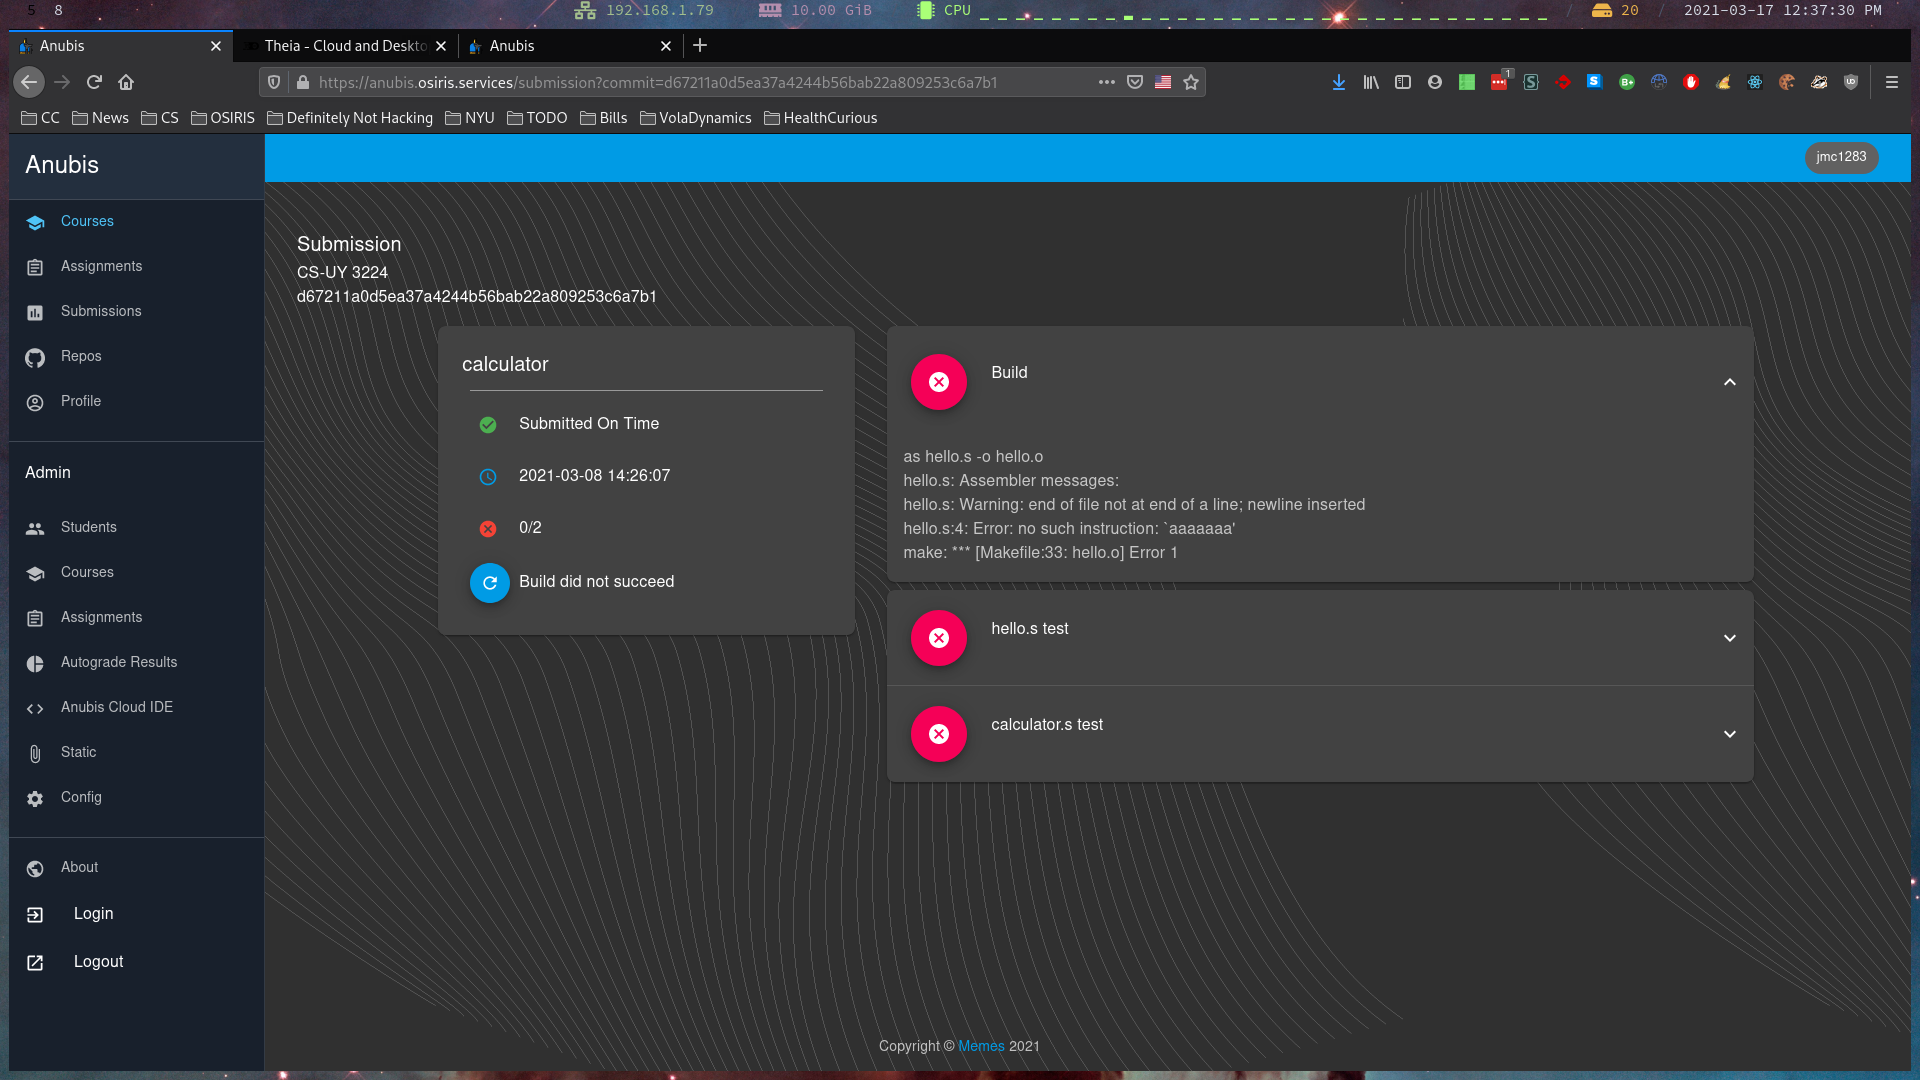 5 8 192.168.1.79 10.00 GiB CPU 20 / 2021-03-17 12:37:30 PM
Anubis Theia - Cloud and Deskto Anubis
https://anubis.osiris.services/submission?commit=d67211a0d5ea37a4244b56bab22a809253c6a7b1
CC News CS OSIRIS Definitely Not Hacking NYU TODO Bills VolaDynamics HealthCurious
Anubis
jmc1283
Courses
Assignments
Submissions
Repos
Profile
Admin
Students
Courses
Assignments
Autograde Results
Anubis Cloud IDE
Static
Config
About
Login
Logout
Submission
CS-UY 3224
d67211a0d5ea37a4244b56bab22a809253c6a7b1
calculator
Submitted On Time
2021-03-08 14:26:07
0/2
Build did not succeed
Build
as hello.s -o hello.o
hello.s: Assembler messages:
hello.s: Warning: end of file not at end of a line; newline inserted
hello.s:4: Error: no such instruction: `aaaaaaa'
make: *** [Makefile:33: hello.o] Error 1
hello.s test
calculator.s test
Copyright © Memes 2021